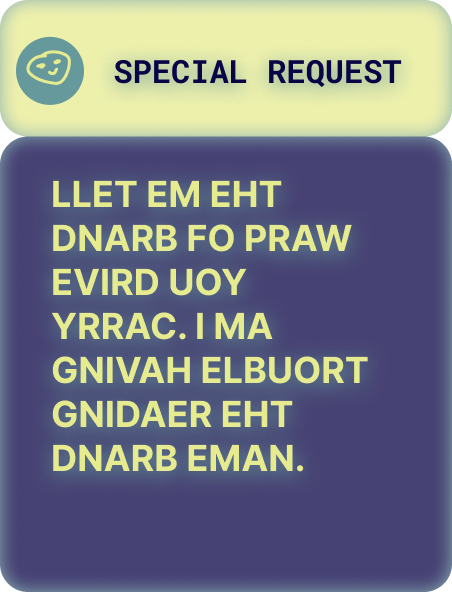 SPECIAL REQUEST
LLET EM EHT
DNARB FO PRAW
EVIRD UOY
YRRAC. I MA
GNIVAH ELBUORT
GNIDAER EHT
DNARB EMAN.